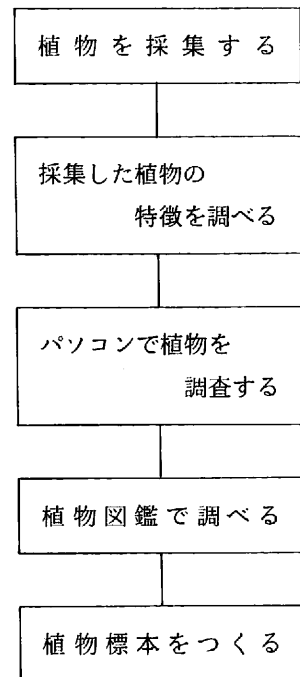 植物を採集する
採集した植物の
特徴を調べる
パソコンで植物を
調査する
植物図鑑で調べる
植物標本をつくる